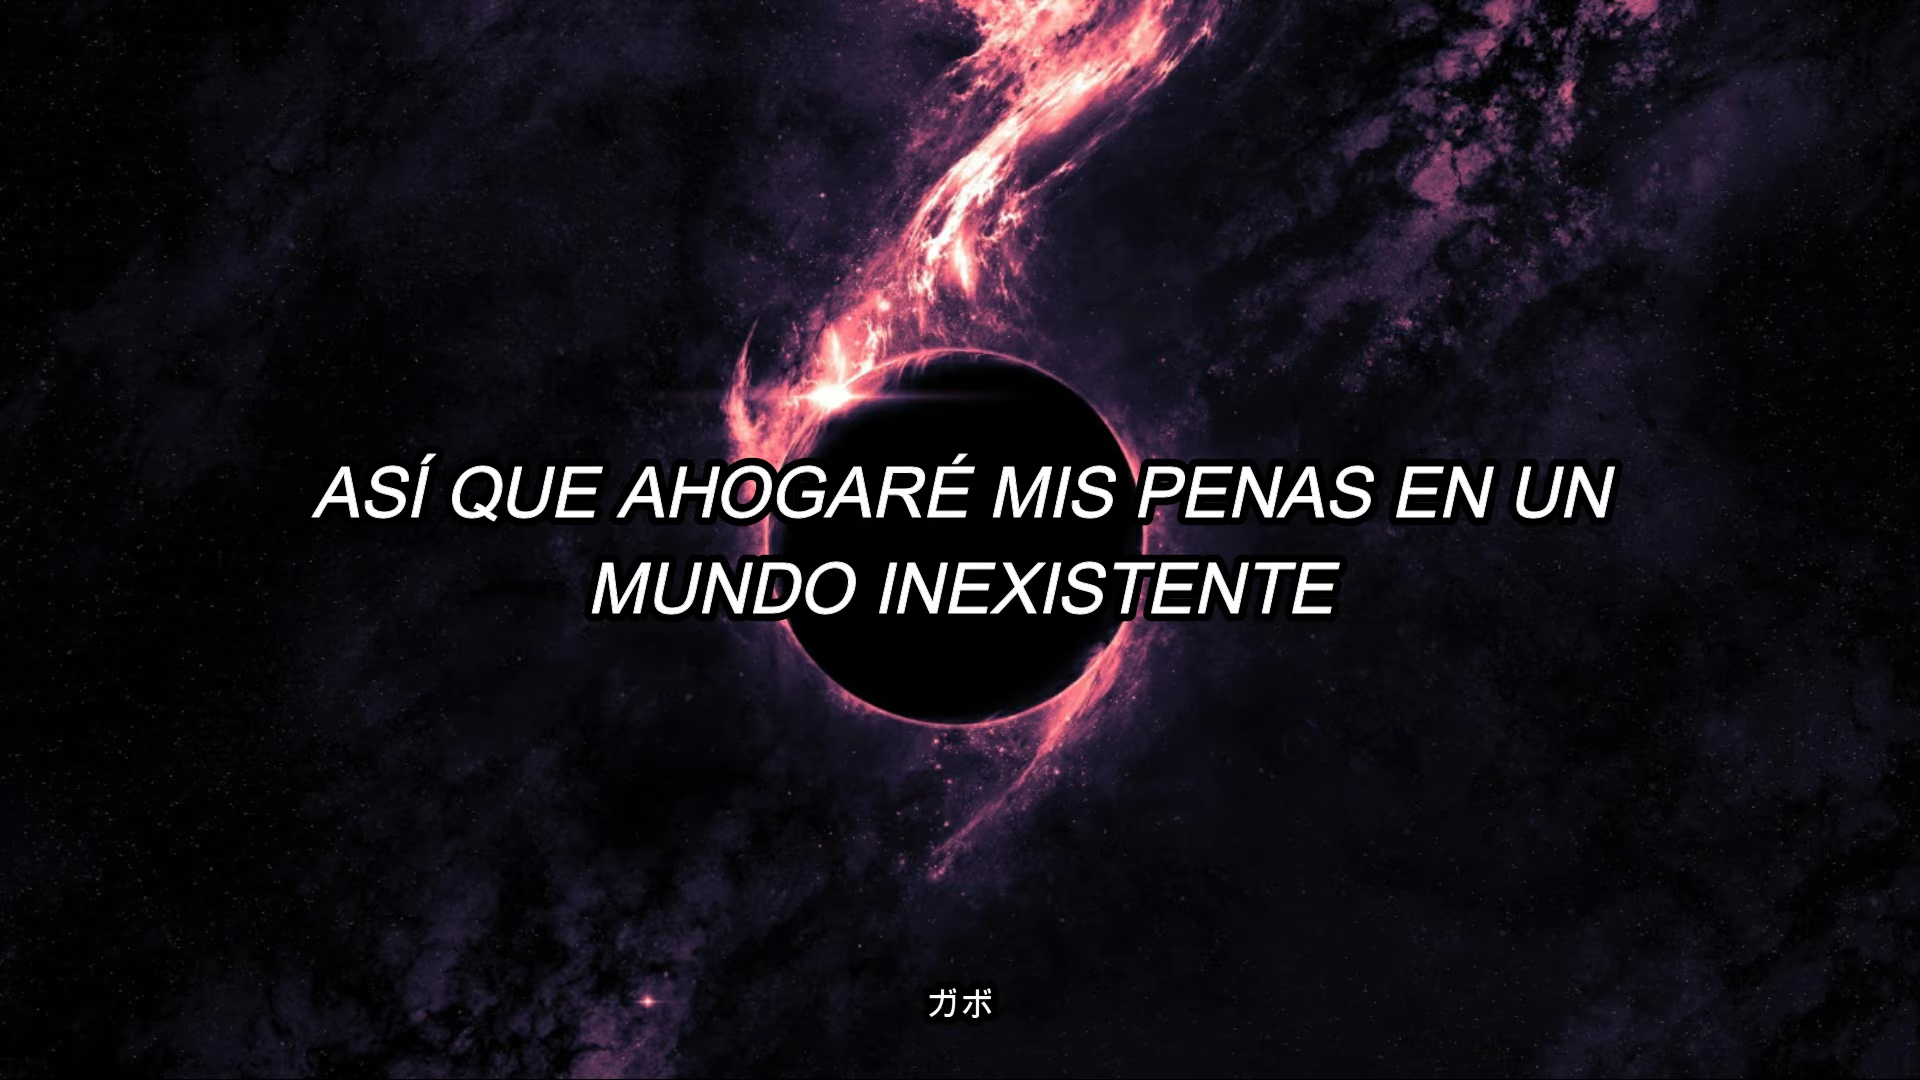 ASÍ QUE AHOGARÉ MIS PENAS EN UN
MUNDO INEXISTENTE
ガボ